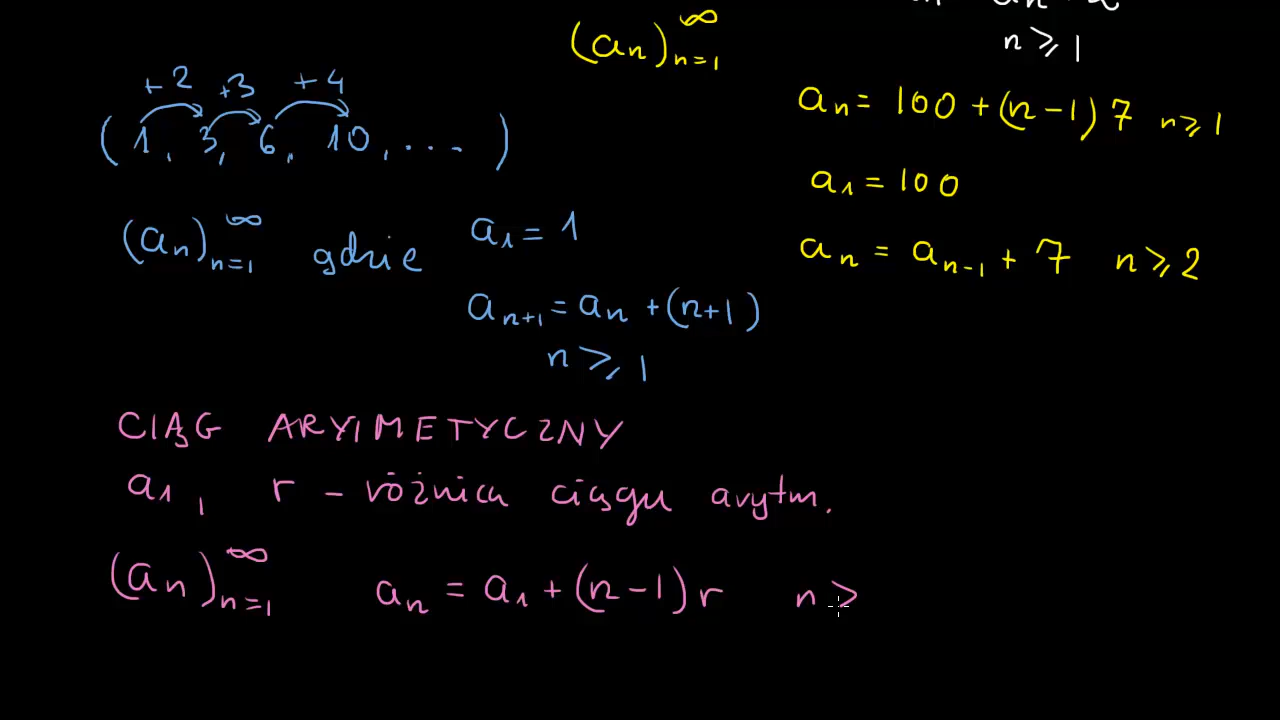 (aₙ)ₙ₌₁^∞
n ⩾ 1
+2 +3 +4
(1, 3, 6, 10, ....)
(aₙ)ₙ₌₁^∞ gdzie a₁ = 1
aₙ₊₁ = aₙ + (n+1)
n ⩾ 1
aₙ = 100 + (n-1) 7 n ⩾ 1
a₁ = 100
aₙ = aₙ₋₁ + 7 n ⩾ 2
CIĄG ARYIMETYCZNY
a₁, r - różnica ciągu arytm.
(aₙ)ₙ₌₁^∞ aₙ = a₁ + (n-1) r n >